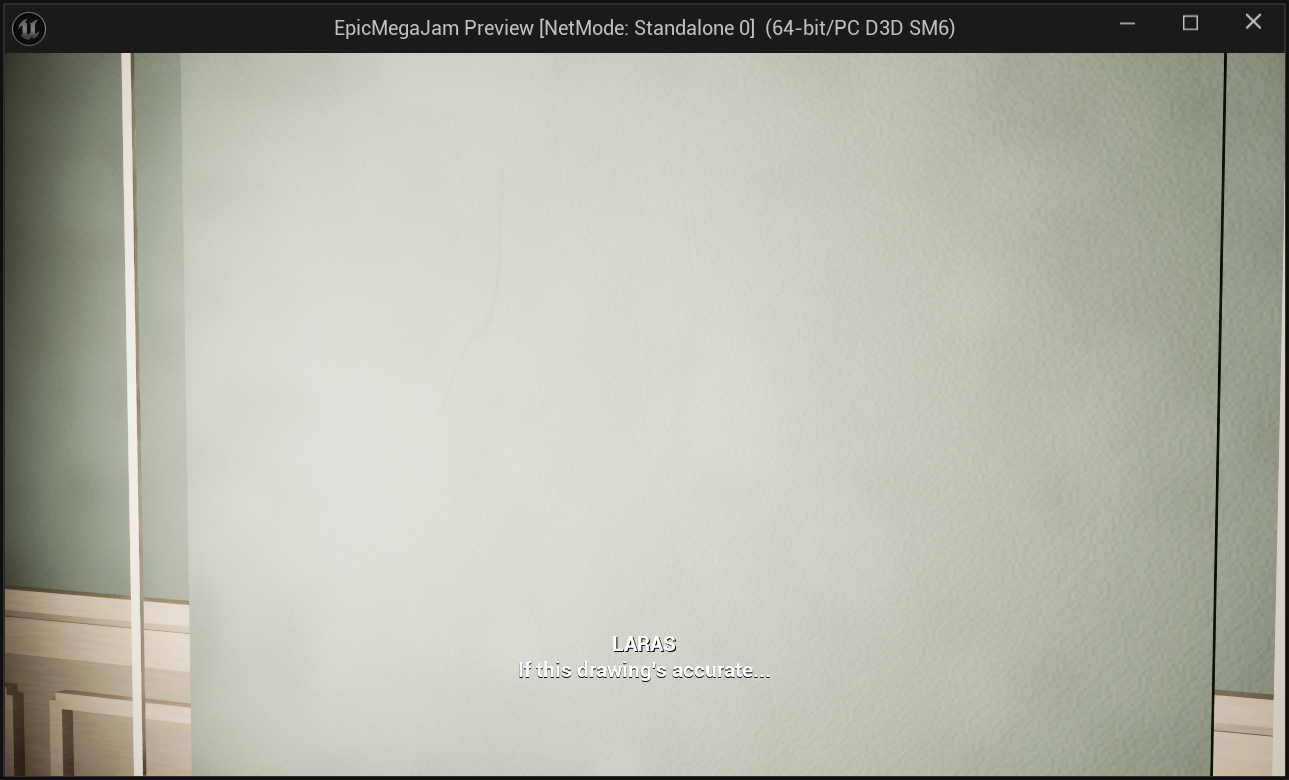 EpicMegaJam Preview [NetMode: Standalone 0] (64-bit/PC D3D SM6)
LARAS
If this drawing's accurate...